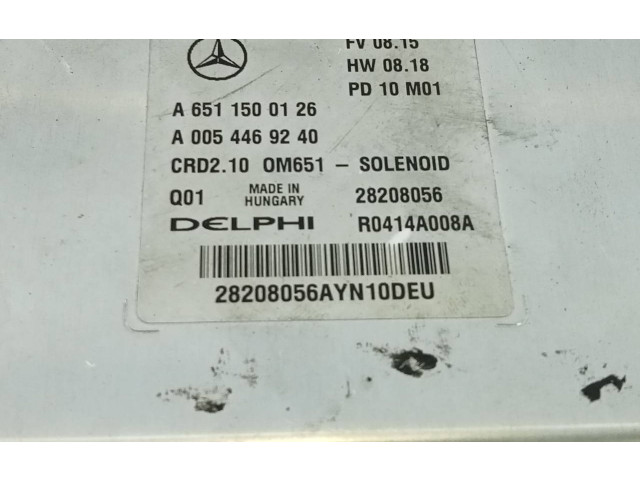 FV 08.15
HW 08.18
PD 10 M01
A 651 150 01 26
A 005 446 92 40
CRD2.10 OM651 – SOLENOID
Q01 MADE IN HUNGARY 28208056
DELPHI R0414A008A
28208056AYN10DEU